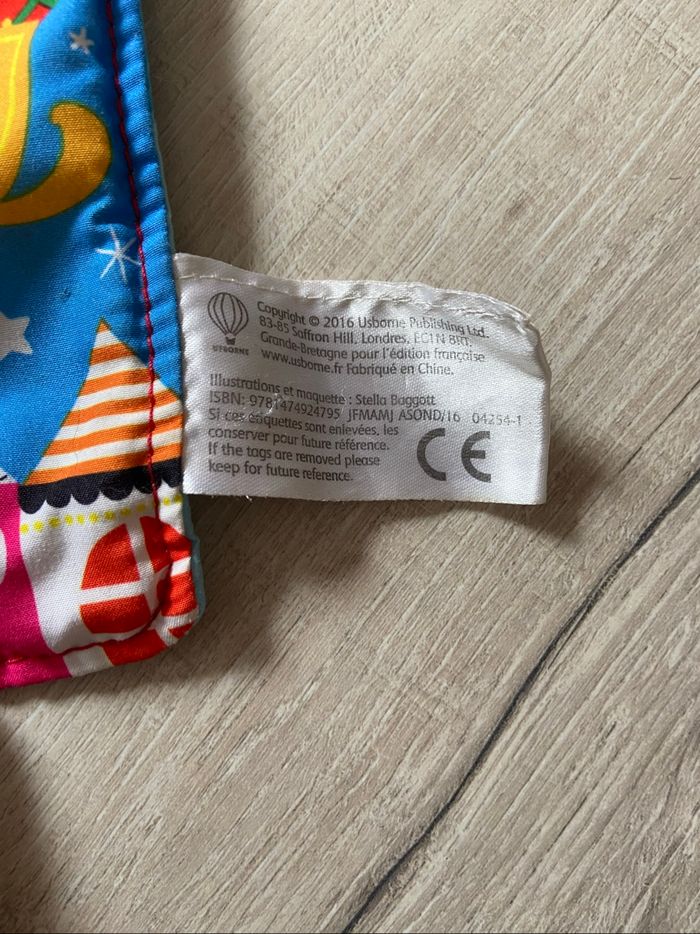 USBORNE
Copyright © 2016 Usborne Publishing Ltd.
83-85 Saffron Hill, Londres, EC1N 8RT.
Grande-Bretagne pour l'édition française
www.usborne.fr Fabriqué en Chine.
Illustrations et maquette : Stella Baggott
ISBN: 9781474924795 JFMAMJ ASOND/16 04254-1
Si ces étiquettes sont enlevées, les
conserver pour future référence.
If the tags are removed please
keep for future reference.
CE